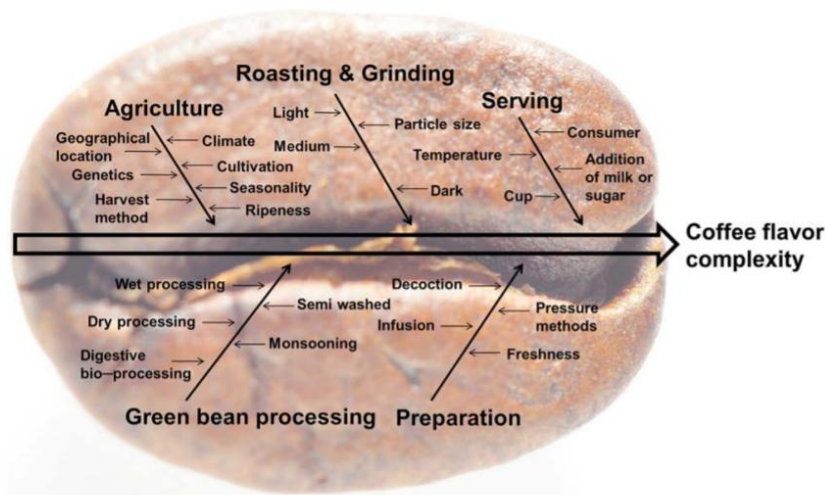 Roasting & Grinding
Agriculture
Serving
Light
Particle size
Consumer
Geographical
location
Climate
Medium
Temperature
Addition
of milk or
sugar
Cultivation
Genetics
Seasonality
Dark
Harvest
method
Cup
Ripeness
Coffee flavor
complexity
Wet processing
Decoction
Semi washed
Pressure
methods
Dry processing
Infusion
Monsooning
Digestive
bio–processing
Freshness
Green bean processing
Preparation